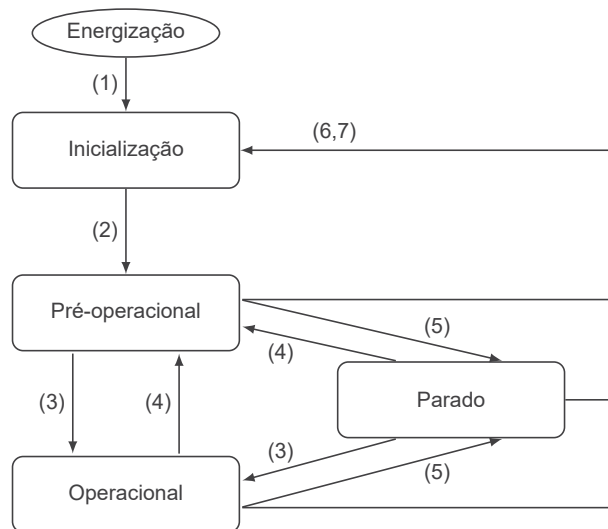 Energização
(1)
Inicialização
(6,7)
(2)
Pré-operacional
(5)
(4)
(3)
(4)
Parado
(3)
(5)
Operacional